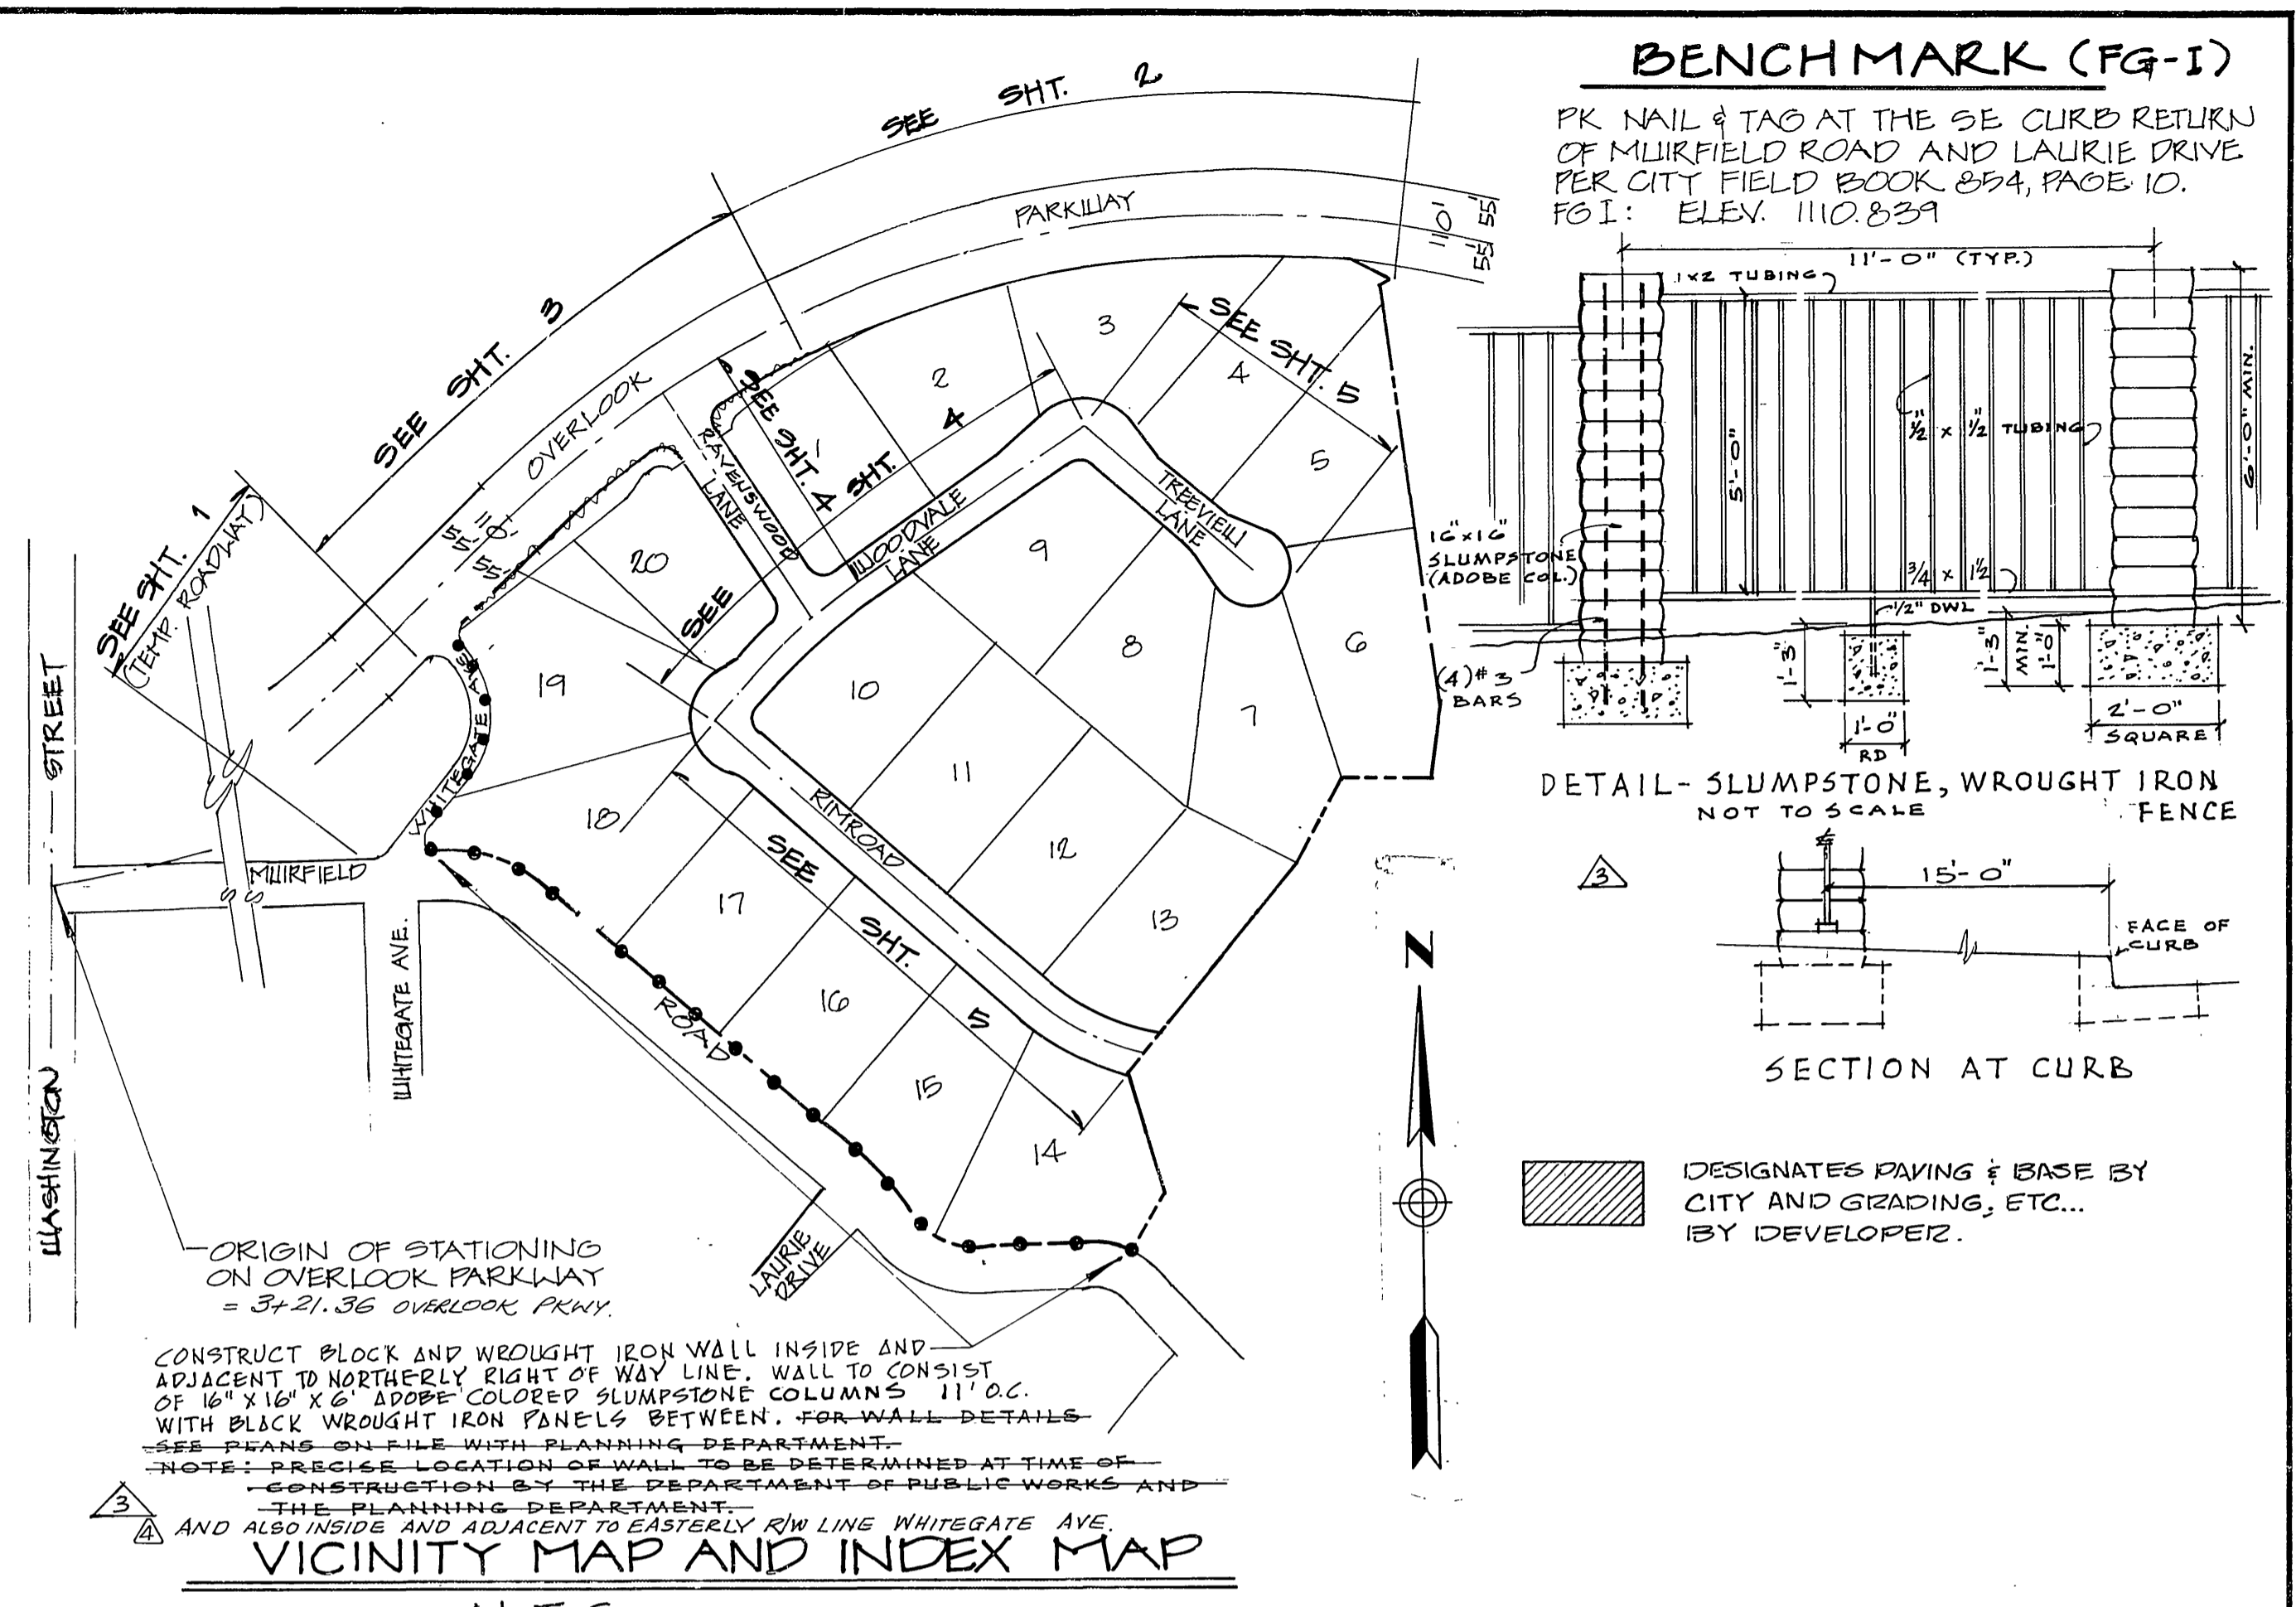 BENCHMARK (FG-I)
PK NAIL & TAG AT THE SE CURB RETURN
OF MUIRFIELD ROAD AND LAURIE DRIVE
PER CITY FIELD BOOK 854, PAGE 10.
FG I: ELEV. 1110.839
SEE SHT. 2
SEE SHT. 3
SEE SHT. 1
(TEMP. ROADWAY)
OVERLOOK
PARKWAY
110'
55'
55'
55'
55'
SEE SHT. 4
SEE SHT. 4
SEE SHT. 5
SEE SHT. 5
RAVENSWOOD
LANE
WOODVALE
LANE
TREEVIEW
LANE
RIMROAD
WHITEGATE AVE
MUIRFIELD
ROAD
WHITEGATE AVE.
LAURIE
DRIVE
WASHINGTON
STREET
2
3
4
5
6
7
8
9
10
11
12
13
14
15
16
17
18
19
20
11'-0" (TYP.)
1x2 TUBING
5'-0"
½" x ½" TUBING
6'-0" MIN.
16"x16"
SLUMPSTONE
(ADOBE COL.)
¾ x 1½
½" DWL
(4) #3
BARS
1'-3"
1'-3"
MIN.
1'-0"
1'-0"
RD
2'-0"
SQUARE
DETAIL- SLUMPSTONE, WROUGHT IRON
FENCE
NOT TO SCALE
3
15'-0"
FACE OF
CURB
SECTION AT CURB
N
DESIGNATES PAVING & BASE BY
CITY AND GRADING, ETC...
BY DEVELOPER.
ORIGIN OF STATIONING
ON OVERLOOK PARKWAY
= 3+21.36 OVERLOOK PKWY.
CONSTRUCT BLOCK AND WROUGHT IRON WALL INSIDE AND
ADJACENT TO NORTHERLY RIGHT OF WAY LINE. WALL TO CONSIST
OF 16" X 16" X 6' ADOBE COLORED SLUMPSTONE COLUMNS 11' O.C.
WITH BLACK WROUGHT IRON PANELS BETWEEN. FOR WALL DETAILS
SEE PLANS ON FILE WITH PLANNING DEPARTMENT.
NOTE: PRECISE LOCATION OF WALL TO BE DETERMINED AT TIME OF
CONSTRUCTION BY THE DEPARTMENT OF PUBLIC WORKS AND
THE PLANNING DEPARTMENT.
3
4 AND ALSO INSIDE AND ADJACENT TO EASTERLY R/W LINE WHITEGATE AVE.
VICINITY MAP AND INDEX MAP